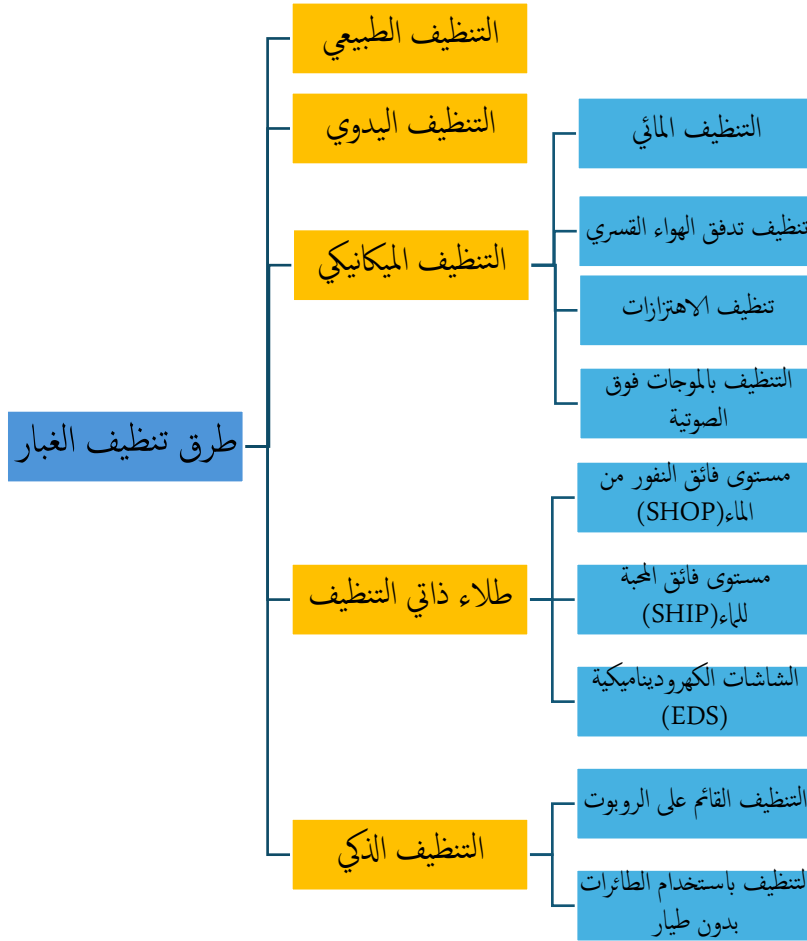 طرق تنظيف الغبار
التنظيف الطبيعي
التنظيف اليدوي
التنظيف الميكانيكي
التنظيف المائي
تنظيف تدفق الهواء القسري
تنظيف الاهتزازات
التنظيف بالموجات فوق
الصوتية
طلاء ذاتي التنظيف
مستوى فائق النفور من
الماء(SHOP)
مستوى فائق المحبة
للماء(SHIP)
الشاشات الكهروديناميكية
(EDS)
التنظيف الذكي
التنظيف القائم على الروبوت
لتنظيف باستخدام الطائرات
بدون طيار